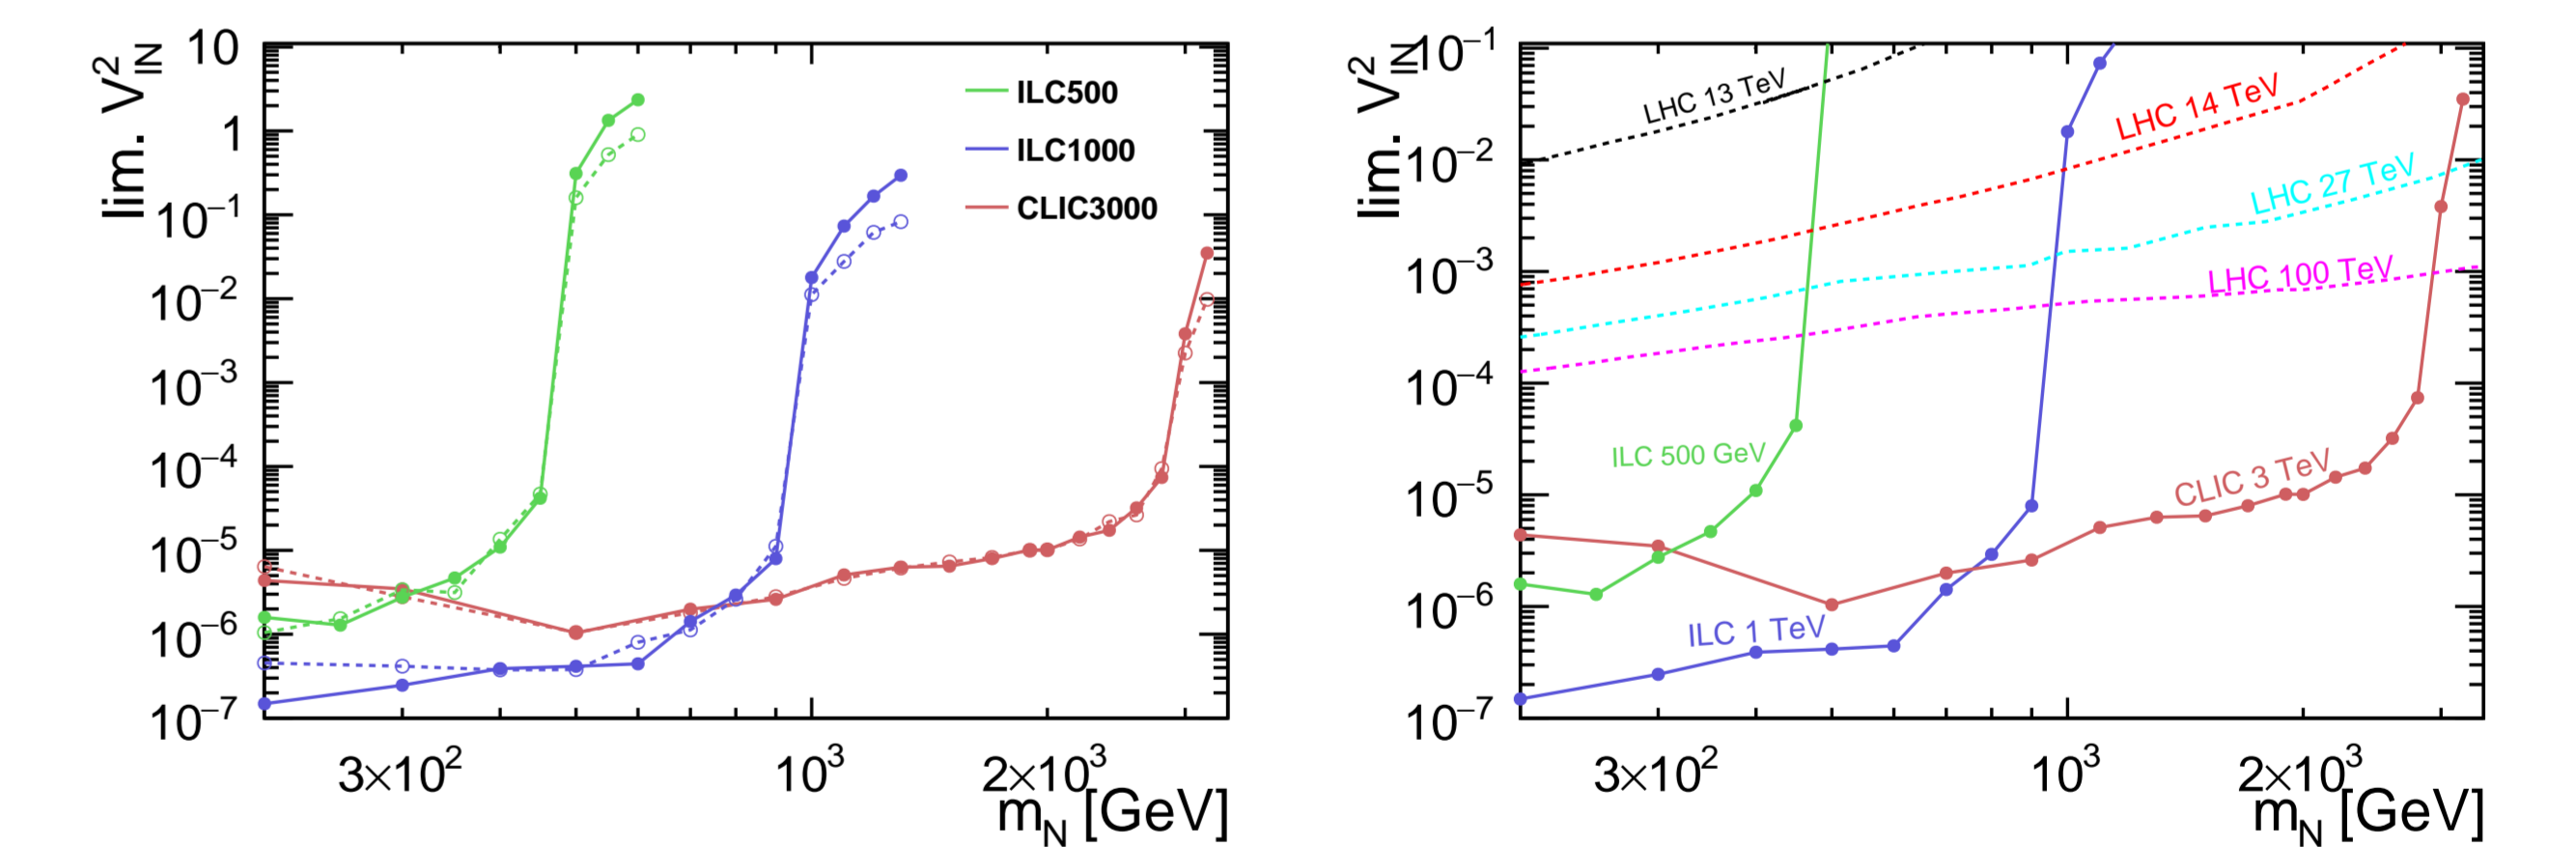 lim. V²_IN
10
1
10⁻¹
10⁻²
10⁻³
10⁻⁴
10⁻⁵
10⁻⁶
10⁻⁷
ILC500
ILC1000
CLIC3000
3×10²
10³
2×10³
m_N [GeV]
lim. V²_IN
10⁻¹
10⁻²
10⁻³
10⁻⁴
10⁻⁵
10⁻⁶
10⁻⁷
LHC 13 TeV
LHC 14 TeV
LHC 27 TeV
LHC 100 TeV
ILC 500 GeV
CLIC 3 TeV
ILC 1 TeV
3×10²
10³
2×10³
m_N [GeV]